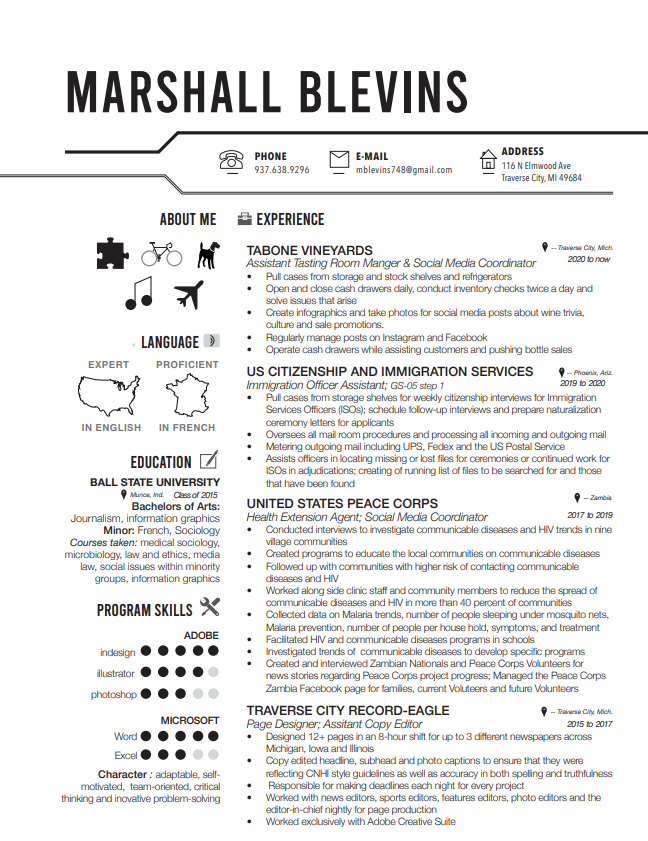 MARSHALL BLEVINS
PHONE
937.638.9296
E-MAIL
mblevins748@gmail.com
ADDRESS
116 N Elmwood Ave
Traverse City, MI 49684
ABOUT ME
LANGUAGE
EXPERT
PROFICIENT
IN ENGLISH
IN FRENCH
EDUCATION
BALL STATE UNIVERSITY
Munce, Ind. Class of 2015
Bachelors of Arts:
Journalism, information graphics
Minor: French, Sociology
Courses taken: medical sociology,
microbiology, law and ethics, media
law, social issues within minority
groups, information graphics
PROGRAM SKILLS
ADOBE
indesign
illustrator
photoshop
MICROSOFT
Word
Excel
Character : adaptable, self-
motivated, team-oriented, critical
thinking and inovative problem-solving
EXPERIENCE
TABONE VINEYARDS
-- Traverse City, Mich.
Assistant Tasting Room Manger & Social Media Coordinator
2020 to now
• Pull cases from storage and stock shelves and refrigerators
• Open and close cash drawers daily, conduct inventory checks twice a day and
solve issues that arise
• Create infographics and take photos for social media posts about wine trivia,
culture and sale promotions.
• Regularly manage posts on Instagram and Facebook
• Operate cash drawers while assisting customers and pushing bottle sales
US CITIZENSHIP AND IMMIGRATION SERVICES
-- Phoenix, Ariz.
Immigration Officer Assistant; GS-05 step 1
2019 to 2020
• Pull cases from storage shelves for weekly citizenship interviews for Immigration
Services Officers (ISOs); schedule follow-up interviews and prepare naturalization
ceremony letters for applicants
• Oversees all mail room procedures and processing all incoming and outgoing mail
• Metering outgoing mail including UPS, Fedex and the US Postal Service
• Assists officers in locating missing or lost files for ceremonies or continued work for
ISOs in adjudications; creating of running list of files to be searched for and those
that have been found
UNITED STATES PEACE CORPS
-- Zambia
Health Extension Agent; Social Media Coordinator
2017 to 2019
• Conducted interviews to investigate communicable diseases and HIV trends in nine
village communities
• Created programs to educate the local communities on communicable diseases
• Followed up with communities with higher risk of contacting communicable
diseases and HIV
• Worked along side clinic staff and community members to reduce the spread of
communicable diseases and HIV in more than 40 percent of communities
• Collected data on Malaria trends, number of people sleeping under mosquito nets,
Malaria prevention, number of people per house hold, symptoms, and treatment
• Facilitated HIV and communicable diseases programs in schools
• Investigated trends of communicable diseases to develop specific programs
• Created and interviewed Zambian Nationals and Peace Corps Volunteers for
news stories regarding Peace Corps project progress; Managed the Peace Corps
Zambia Facebook page for families, current Voluteers and future Volunteers
TRAVERSE CITY RECORD-EAGLE
-- Traverse City, Mich.
Page Designer; Assitant Copy Editor
2015 to 2017
• Designed 12+ pages in an 8-hour shift for up to 3 different newspapers across
Michigan, Iowa and Illinois
• Copy edited headline, subhead and photo captions to ensure that they were
reflecting CNHI style guidelines as well as accuracy in both spelling and truthfulness
• Responsible for making deadlines each night for every project
• Worked with news editors, sports editors, features editors, photo editors and the
editor-in-chief nightly for page production
• Worked exclusively with Adobe Creative Suite